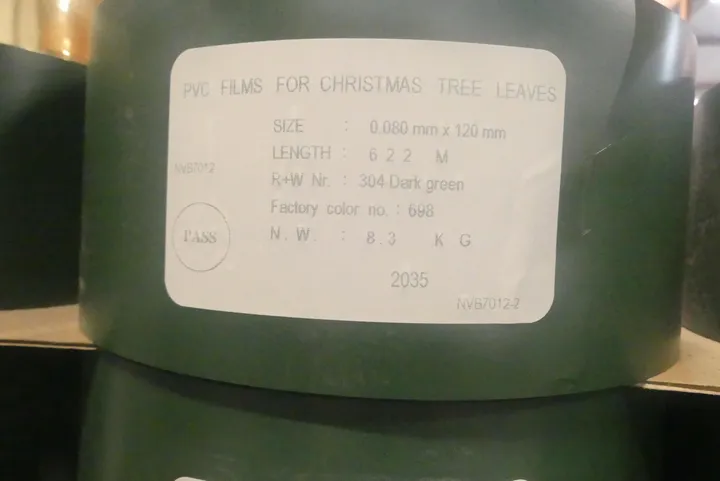 PVC FILMS FOR CHRISTMAS TREE LEAVES
SIZE : 0.080 mm x 120 mm
LENGTH : 6 2 2 M
NVB7012
R+W Nr. : 304 Dark green
Factory color no. : 698
PASS
N . W . : 8.3 K G
2035
NVB7012-2